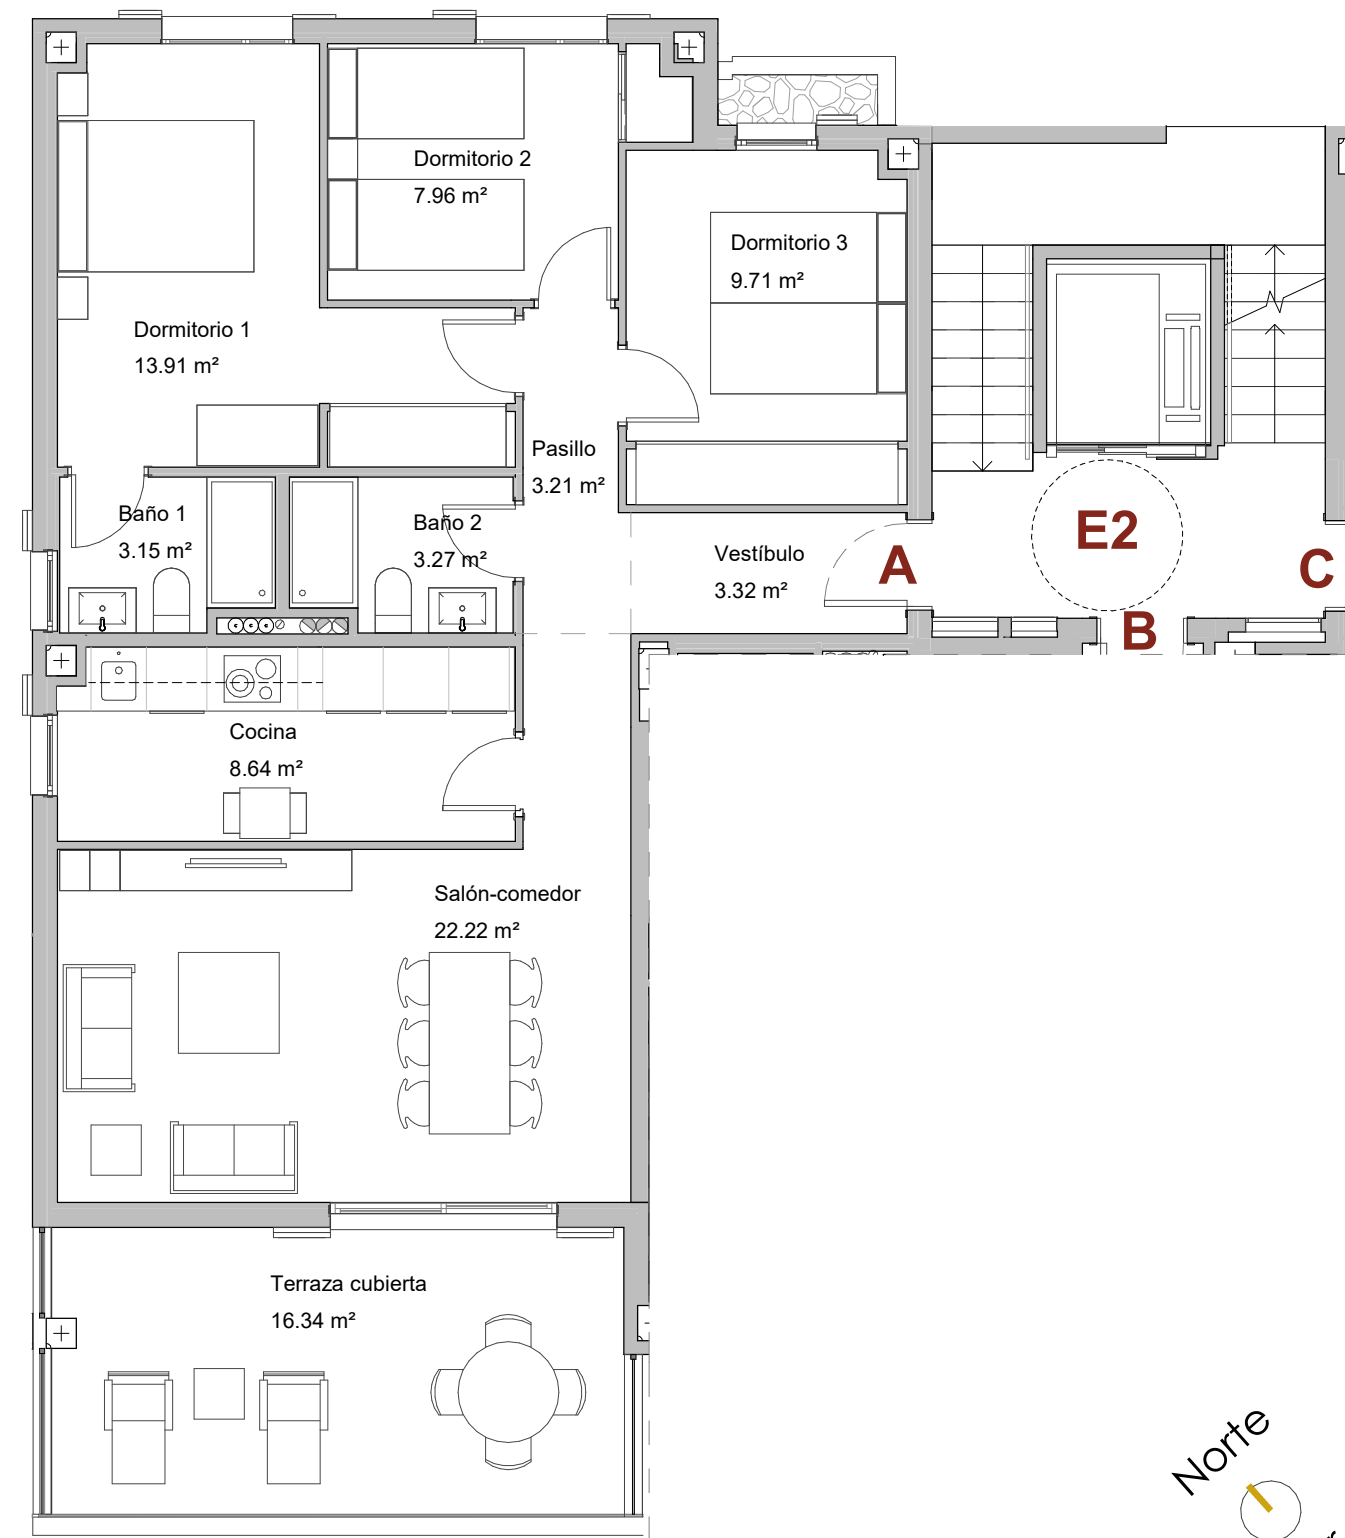 Dormitorio 2
7.96 m²
Dormitorio 3
9.71 m²
Dormitorio 1
13.91 m²
Pasillo
3.21 m²
Baño 1
3.15 m²
Baño 2
3.27 m²
Vestíbulo
3.32 m²
A
E2
C
B
Cocina
8.64 m²
Salón-comedor
22.22 m²
Terraza cubierta
16.34 m²
Norte